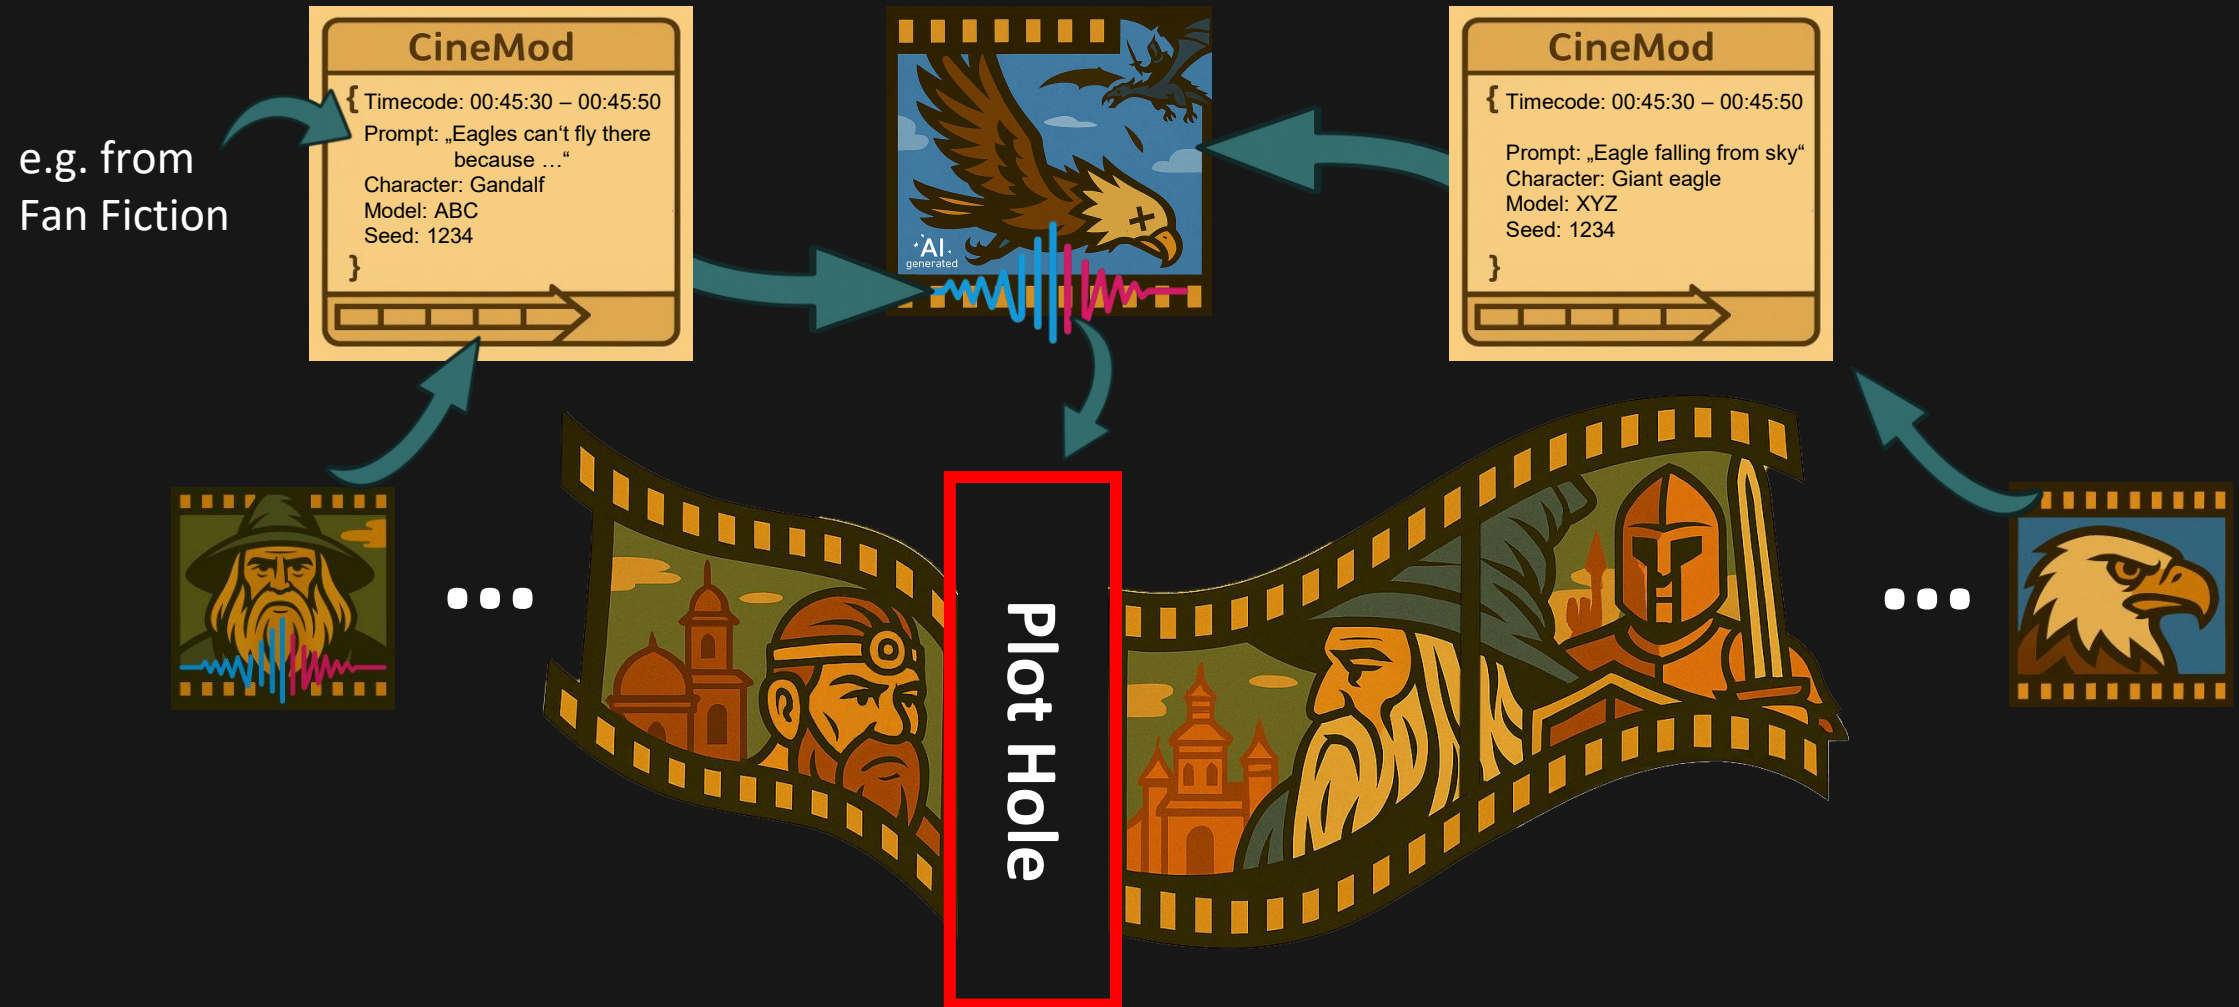 e.g. from
Fan Fiction
CineMod
{ Timecode: 00:45:30 – 00:45:50
Prompt: „Eagles can‘t fly there
because …“
Character: Gandalf
Model: ABC
Seed: 1234
}
AI
generated
CineMod
{ Timecode: 00:45:30 – 00:45:50
Prompt: „Eagle falling from sky“
Character: Giant eagle
Model: XYZ
Seed: 1234
}
...
Plot Hole
...